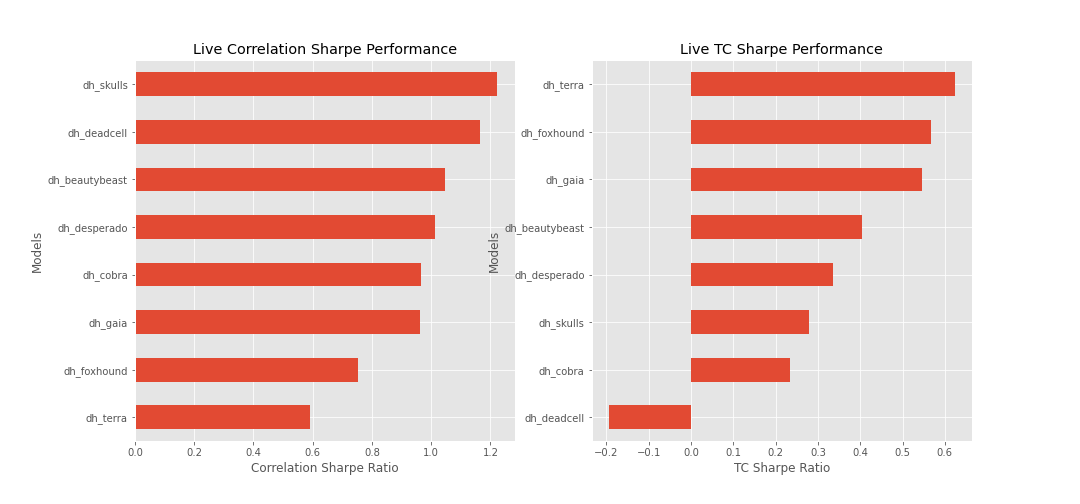 Live Correlation Sharpe Performance
dh_skulls
dh_deadcell
dh_beautybeast
dh_desperado
dh_cobra
dh_gaia
dh_foxhound
dh_terra
Models
0.0 0.2 0.4 0.6 0.8 1.0 1.2
Correlation Sharpe Ratio
Live TC Sharpe Performance
dh_terra
dh_foxhound
dh_gaia
dh_beautybeast
dh_desperado
dh_skulls
dh_cobra
dh_deadcell
Models
−0.2 −0.1 0.0 0.1 0.2 0.3 0.4 0.5 0.6
TC Sharpe Ratio